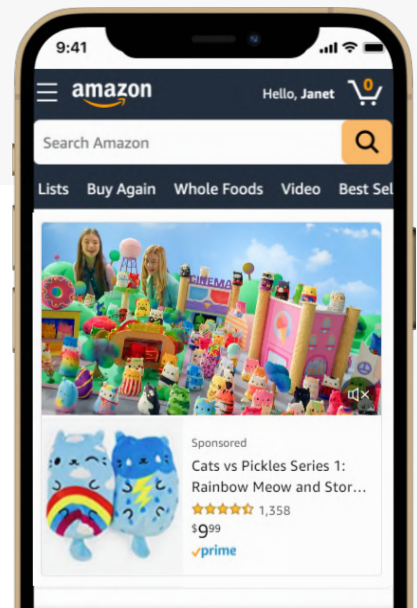 9:41
amazon
Hello, Janet
0
Search Amazon
Lists Buy Again Whole Foods Video Best Sel
CINEMA
Sponsored
Cats vs Pickles Series 1:
Rainbow Meow and Stor...
1,358
$9.99
prime